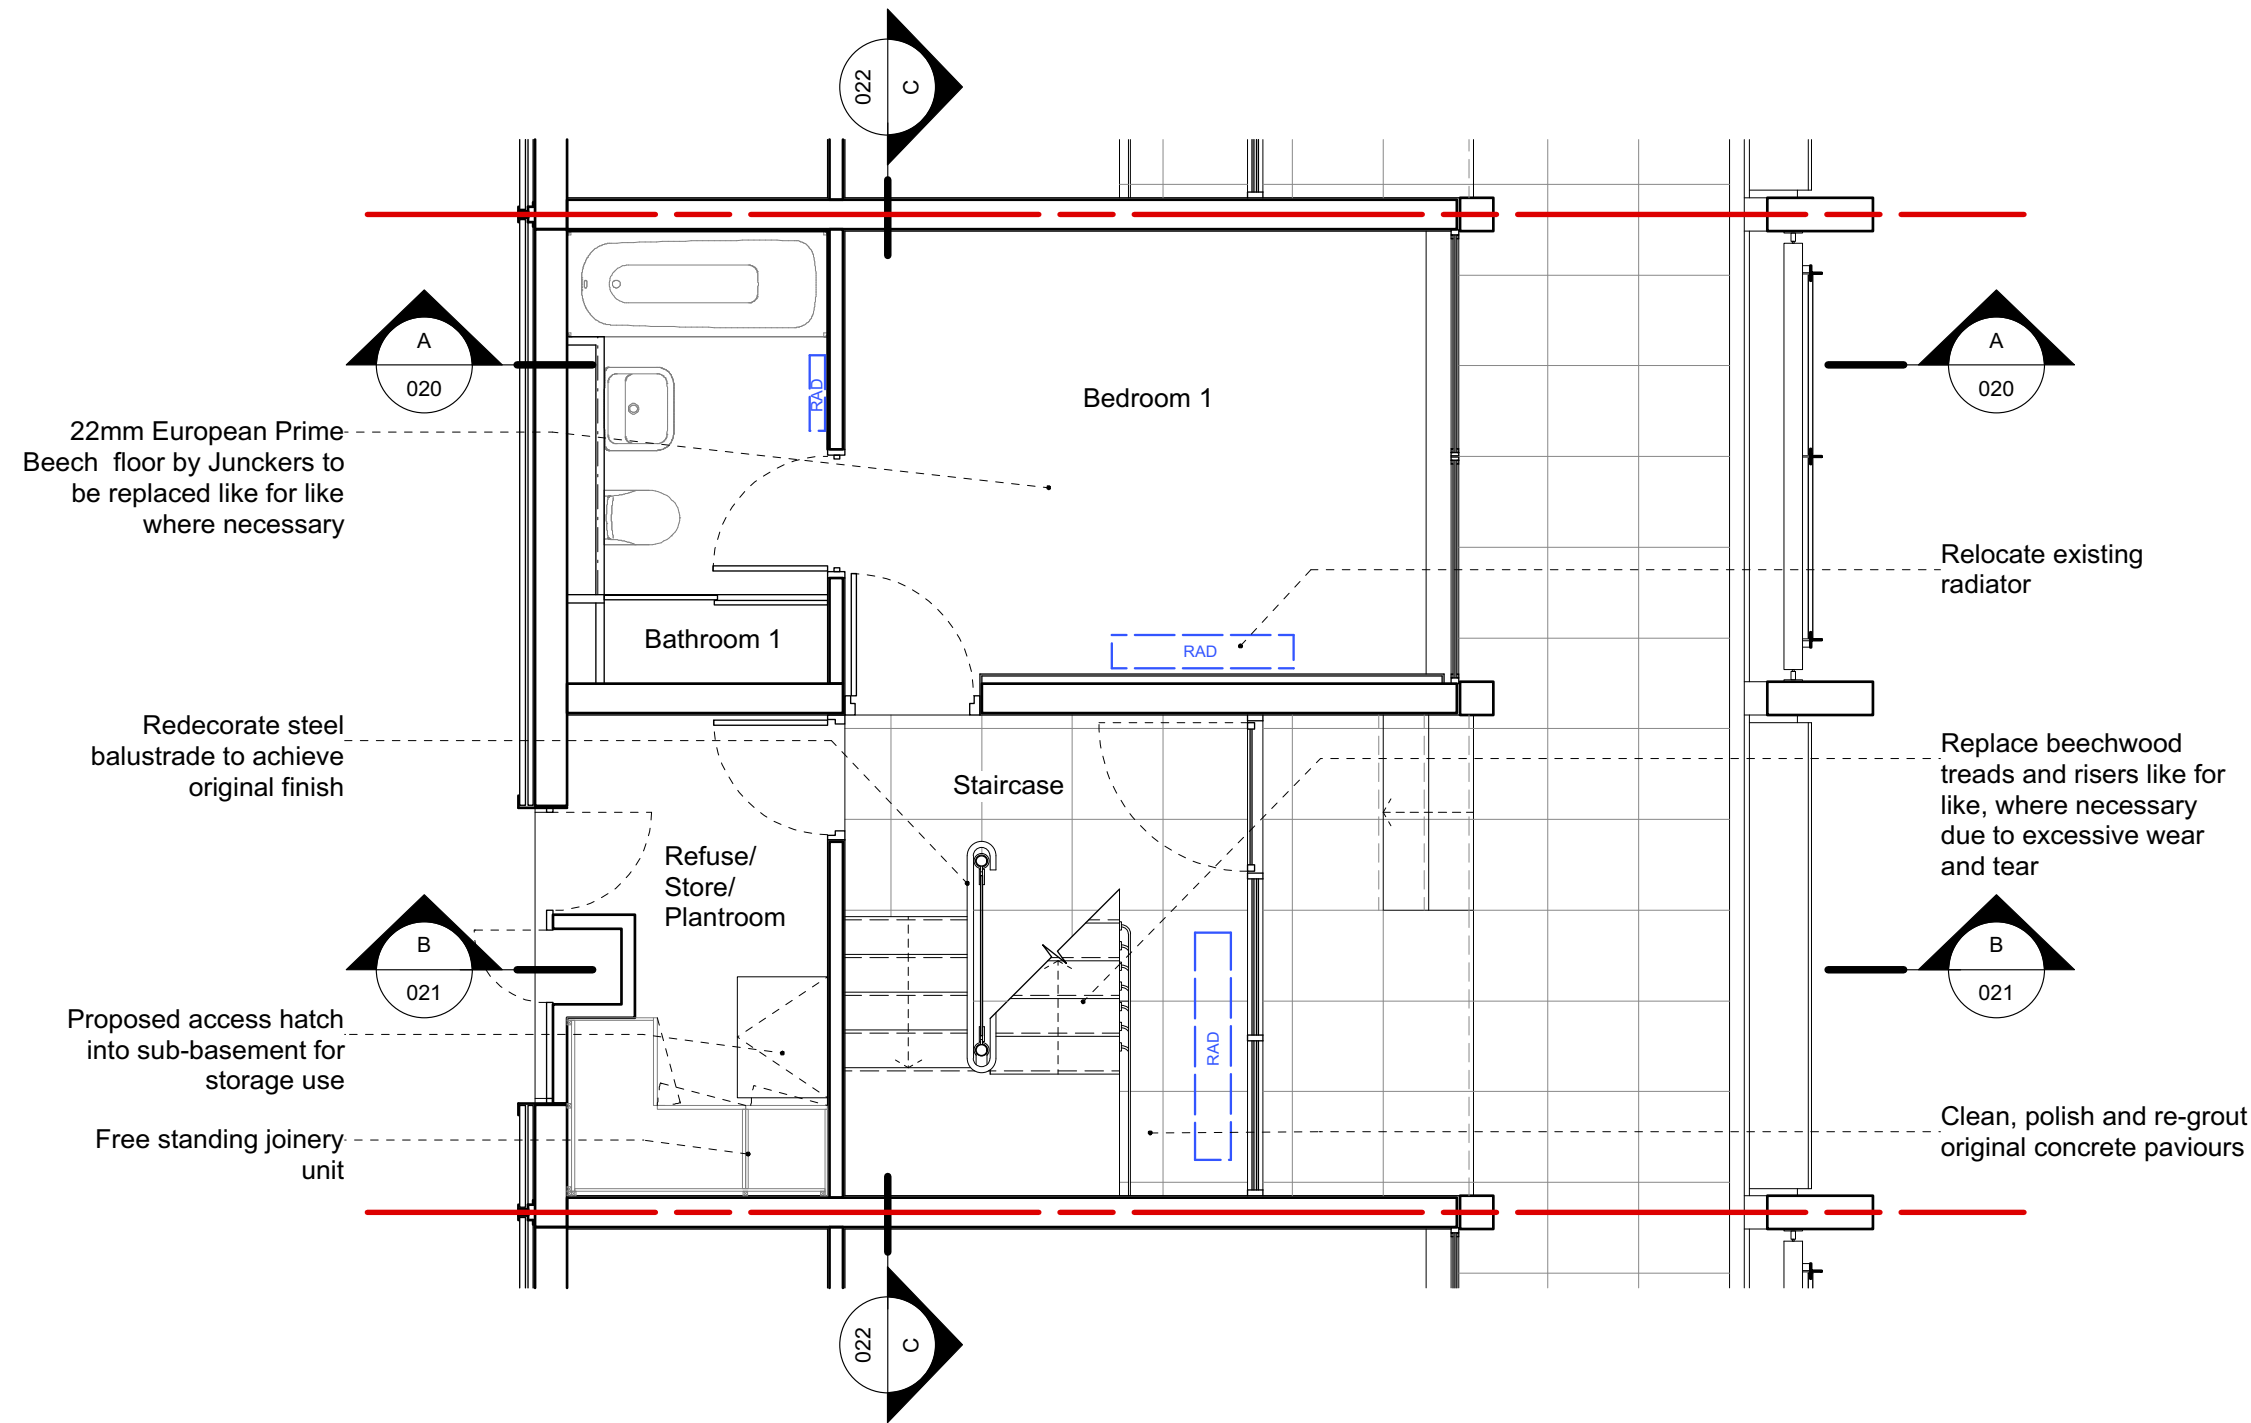 022
C
A
020
A
020
Bedroom 1
RAD
22mm European Prime
Beech  floor by Junckers to
be replaced like for like
where necessary
Relocate existing
radiator
Bathroom 1
RAD
Redecorate steel
balustrade to achieve
original finish
Staircase
Replace beechwood
treads and risers like for
like, where necessary
due to excessive wear
and tear
Refuse/
Store/
Plantroom
B
021
B
021
Proposed access hatch
into sub-basement for
storage use
RAD
Free standing joinery
unit
Clean, polish and re-grout
original concrete paviours
022
C